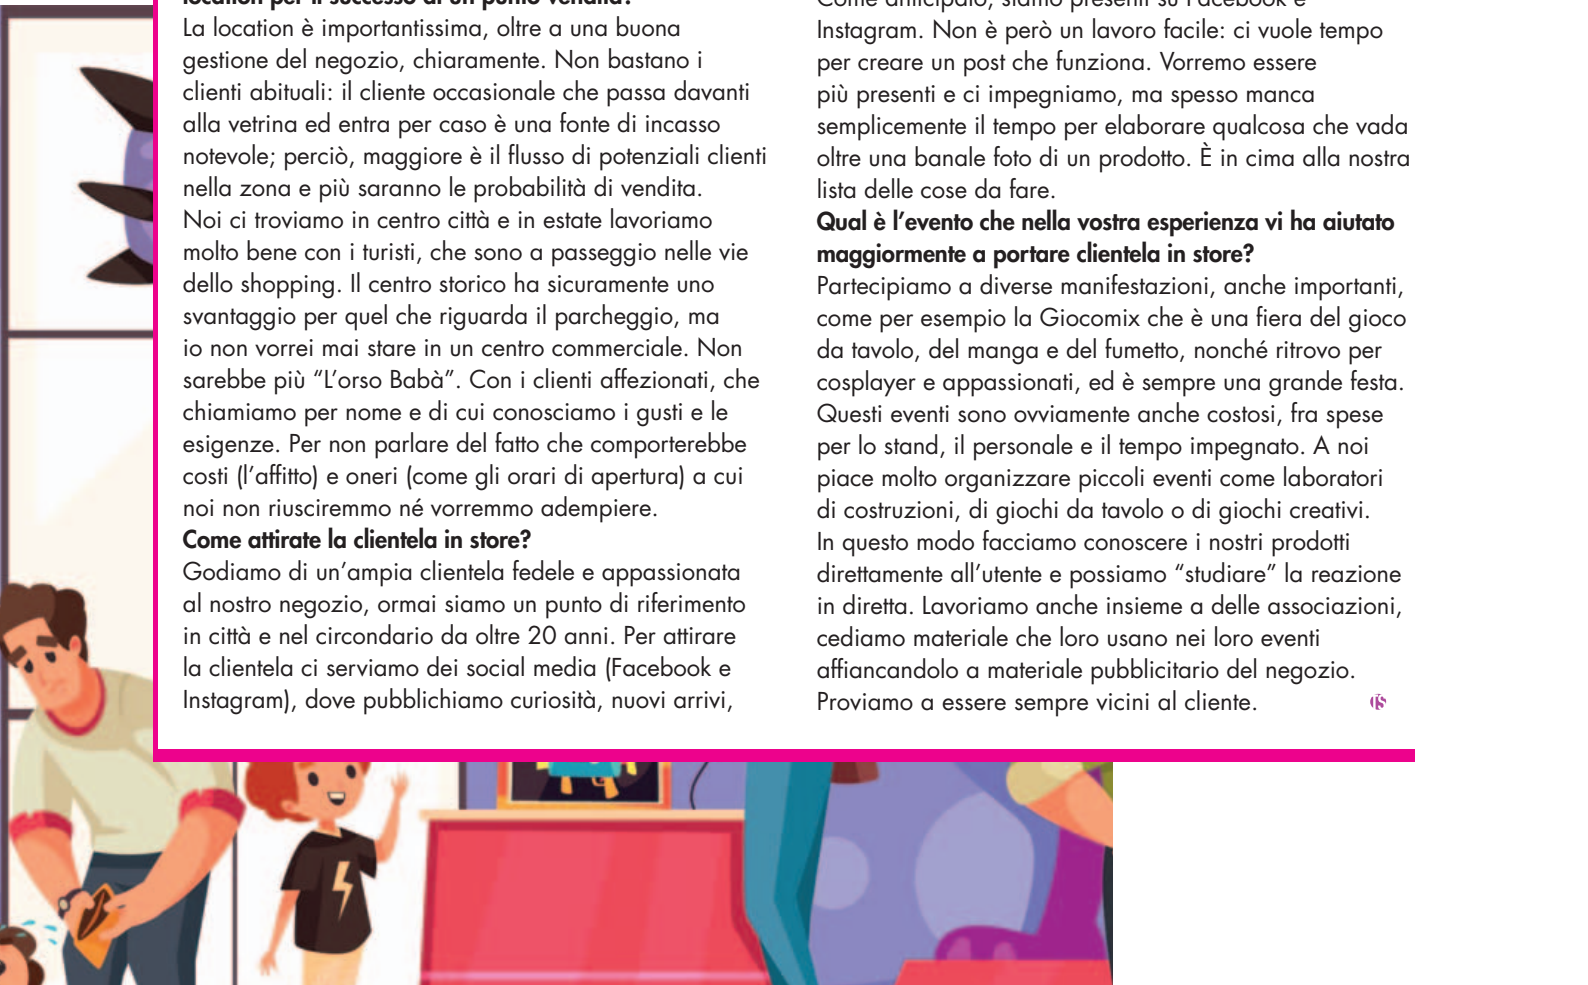 location per il successo di un punto vendita?
La location è importantissima, oltre a una buona
gestione del negozio, chiaramente. Non bastano i
clienti abituali: il cliente occasionale che passa davanti
alla vetrina ed entra per caso è una fonte di incasso
notevole; perciò, maggiore è il flusso di potenziali clienti
nella zona e più saranno le probabilità di vendita.
Noi ci troviamo in centro città e in estate lavoriamo
molto bene con i turisti, che sono a passeggio nelle vie
dello shopping. Il centro storico ha sicuramente uno
svantaggio per quel che riguarda il parcheggio, ma
io non vorrei mai stare in un centro commerciale. Non
sarebbe più “L’orso Babà”. Con i clienti affezionati, che
chiamiamo per nome e di cui conosciamo i gusti e le
esigenze. Per non parlare del fatto che comporterebbe
costi (l’affitto) e oneri (come gli orari di apertura) a cui
noi non riusciremmo né vorremmo adempiere.
Come attirate la clientela in store?
Godiamo di un’ampia clientela fedele e appassionata
al nostro negozio, ormai siamo un punto di riferimento
in città e nel circondario da oltre 20 anni. Per attirare
la clientela ci serviamo dei social media (Facebook e
Instagram), dove pubblichiamo curiosità, nuovi arrivi,
Come anticipato, siamo presenti su Facebook e
Instagram. Non è però un lavoro facile: ci vuole tempo
per creare un post che funziona. Vorremo essere
più presenti e ci impegniamo, ma spesso manca
semplicemente il tempo per elaborare qualcosa che vada
oltre una banale foto di un prodotto. È in cima alla nostra
lista delle cose da fare.
Qual è l’evento che nella vostra esperienza vi ha aiutato
maggiormente a portare clientela in store?
Partecipiamo a diverse manifestazioni, anche importanti,
come per esempio la Giocomix che è una fiera del gioco
da tavolo, del manga e del fumetto, nonché ritrovo per
cosplayer e appassionati, ed è sempre una grande festa.
Questi eventi sono ovviamente anche costosi, fra spese
per lo stand, il personale e il tempo impegnato. A noi
piace molto organizzare piccoli eventi come laboratori
di costruzioni, di giochi da tavolo o di giochi creativi.
In questo modo facciamo conoscere i nostri prodotti
direttamente all’utente e possiamo “studiare” la reazione
in diretta. Lavoriamo anche insieme a delle associazioni,
cediamo materiale che loro usano nei loro eventi
affiancandolo a materiale pubblicitario del negozio.
Proviamo a essere sempre vicini al cliente.